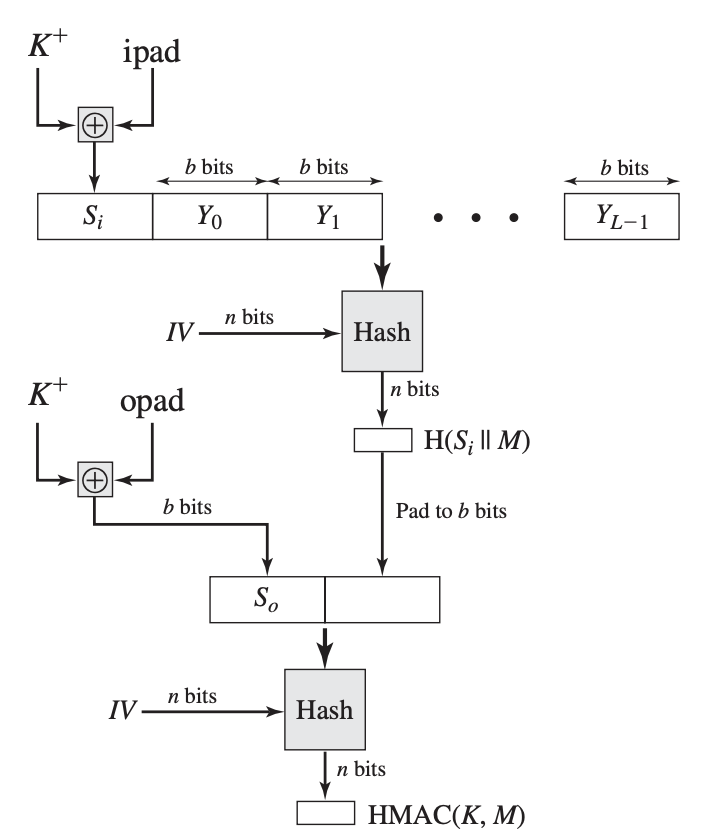 K+ ipad
⊕
b bits b bits b bits
Si Y0 Y1 • • • YL−1
IV n bits Hash
n bits
K+ opad
H(Si || M)
⊕
b bits Pad to b bits
So
IV n bits Hash
n bits
HMAC(K, M)